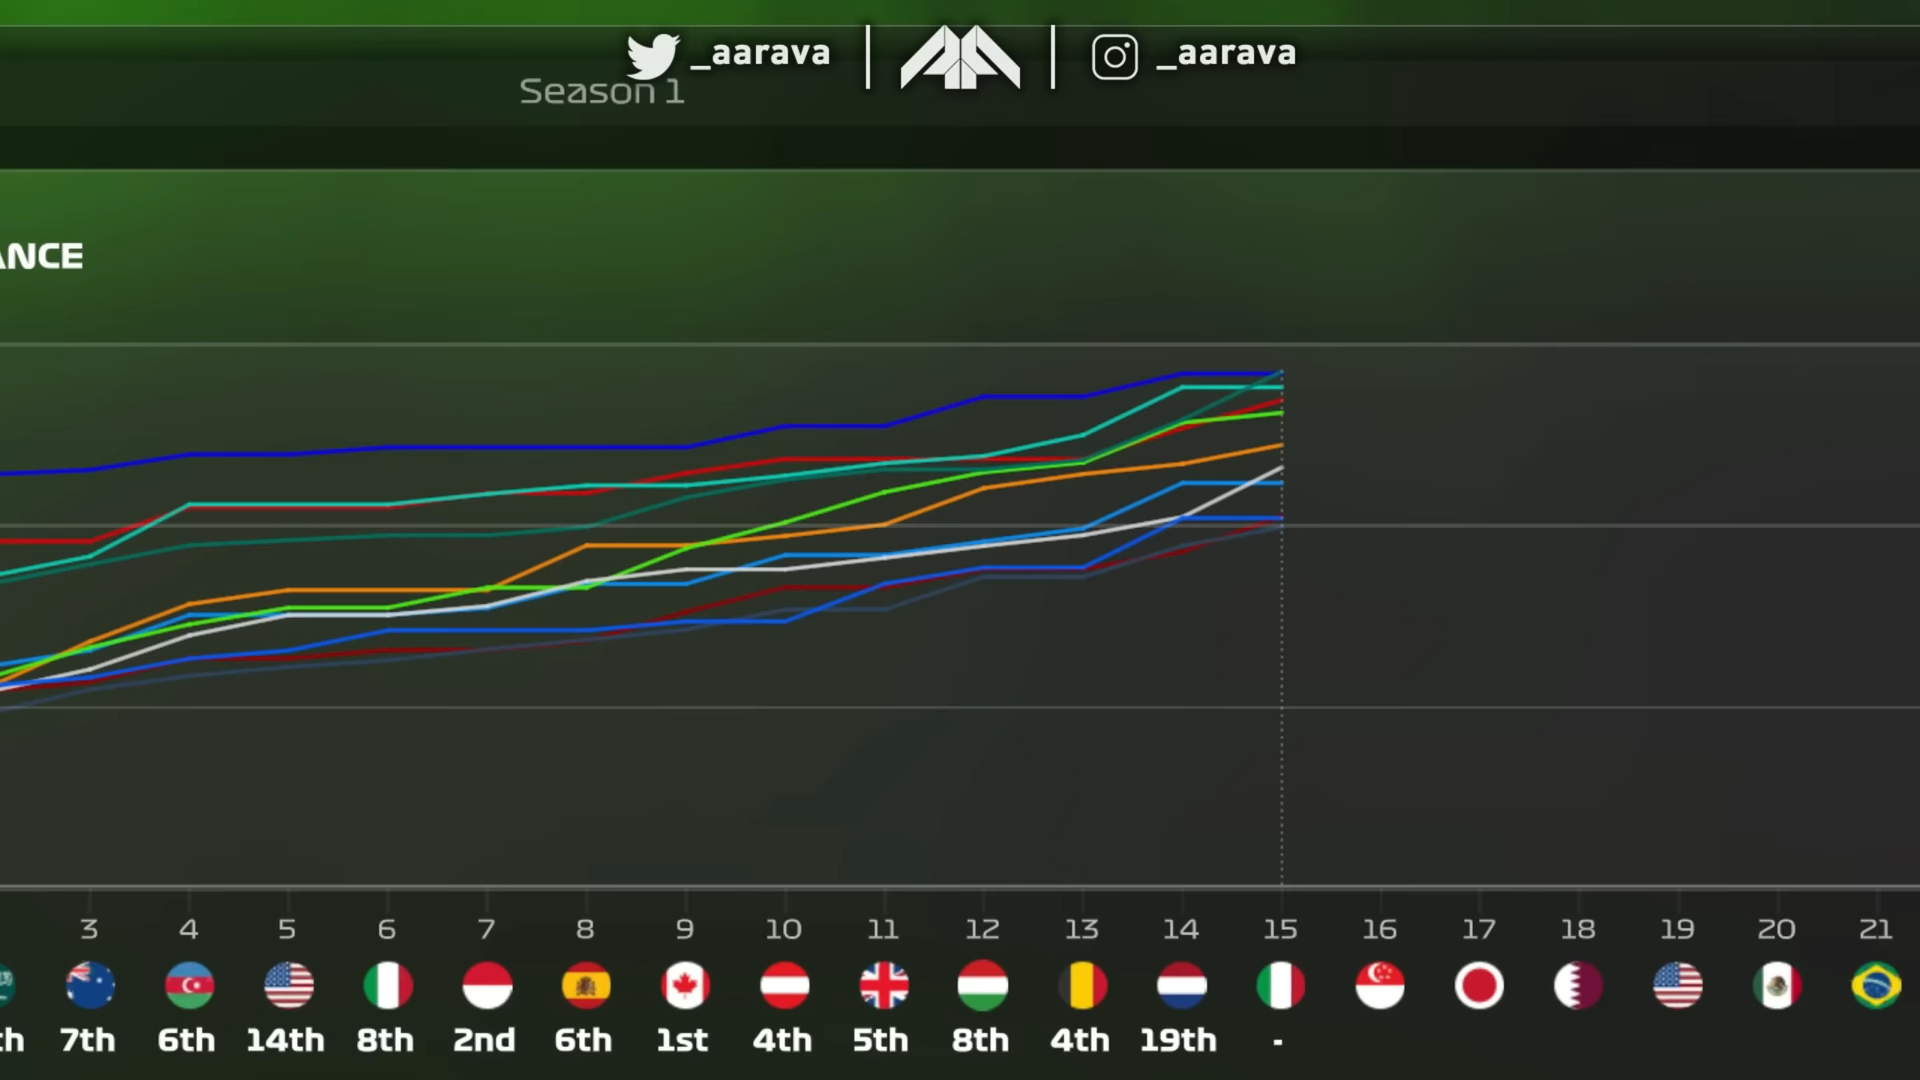 _aarava
_aarava
Season 1
ANCE
3 4 5 6 7 8 9 10 11 12 13 14 15 16 17 18 19 20 21
th 7th 6th 14th 8th 2nd 6th 1st 4th 5th 8th 4th 19th -